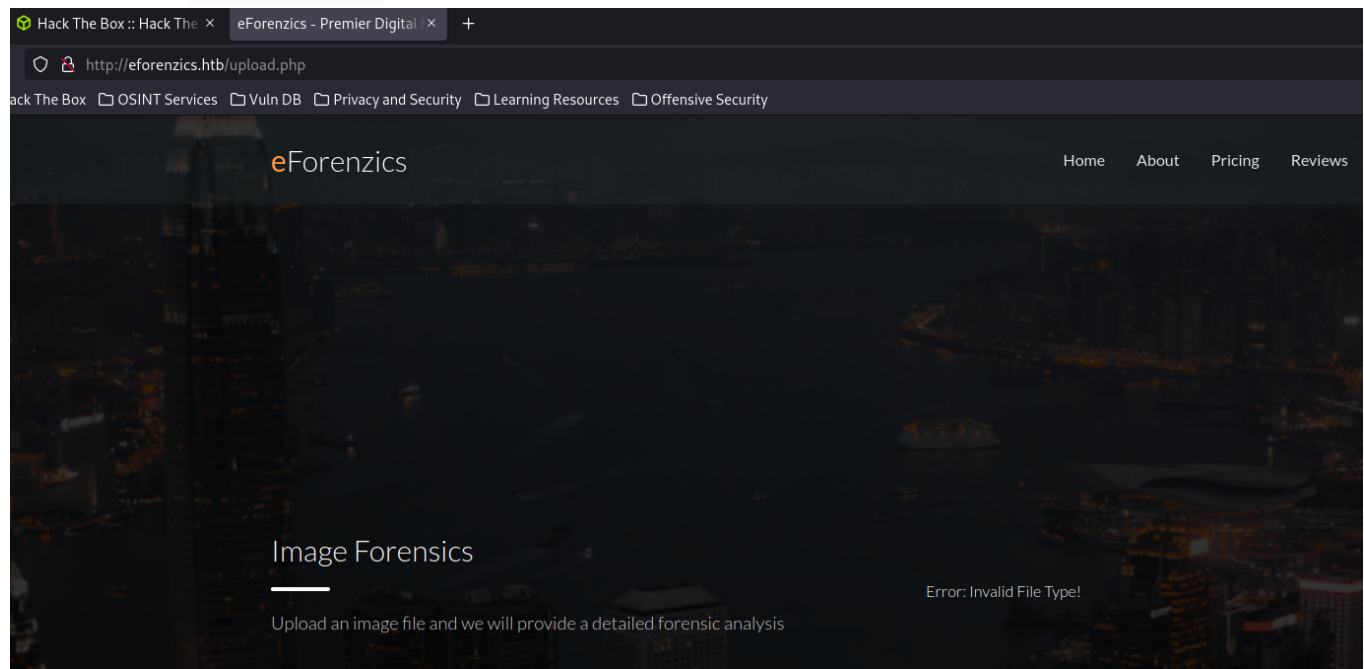 Hack The Box :: Hack The × eForenzics - Premier Digital × +
http://eforenzics.htb/upload.php
ack The Box OSINT Services Vuln DB Privacy and Security Learning Resources Offensive Security
eForenzics Home About Pricing Reviews
Image Forensics
Error: Invalid File Type!
Upload an image file and we will provide a detailed forensic analysis